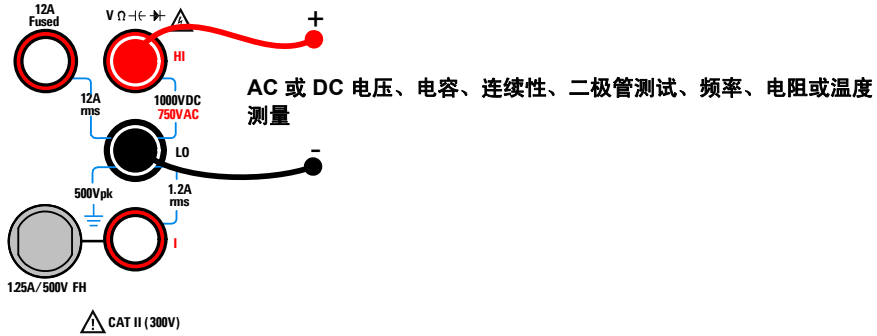 12A
Fused
V Ω
HI
+
12A
rms
1000VDC
750VAC
AC 或 DC 电压、电容、连续性、二极管测试、频率、电阻或温度
测量
LO
-
500Vpk
1.2A
rms
I
1.25A/500V FH
CAT II (300V)